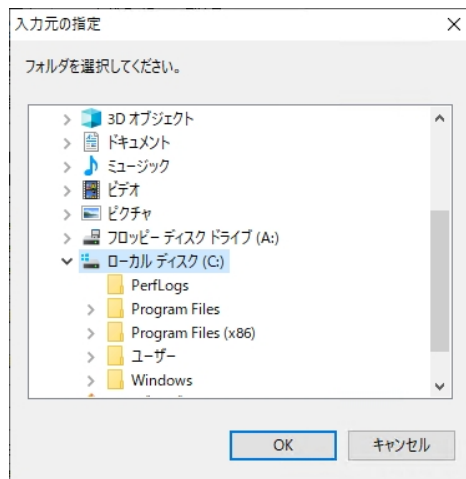 入力元の指定
フォルダを選択してください。
3D オブジェクト
ドキュメント
ミュージック
ビデオ
ピクチャ
フロッピー ディスク ドライブ (A:)
ローカル ディスク (C:)
PerfLogs
Program Files
Program Files (x86)
ユーザー
Windows
OK
キャンセル